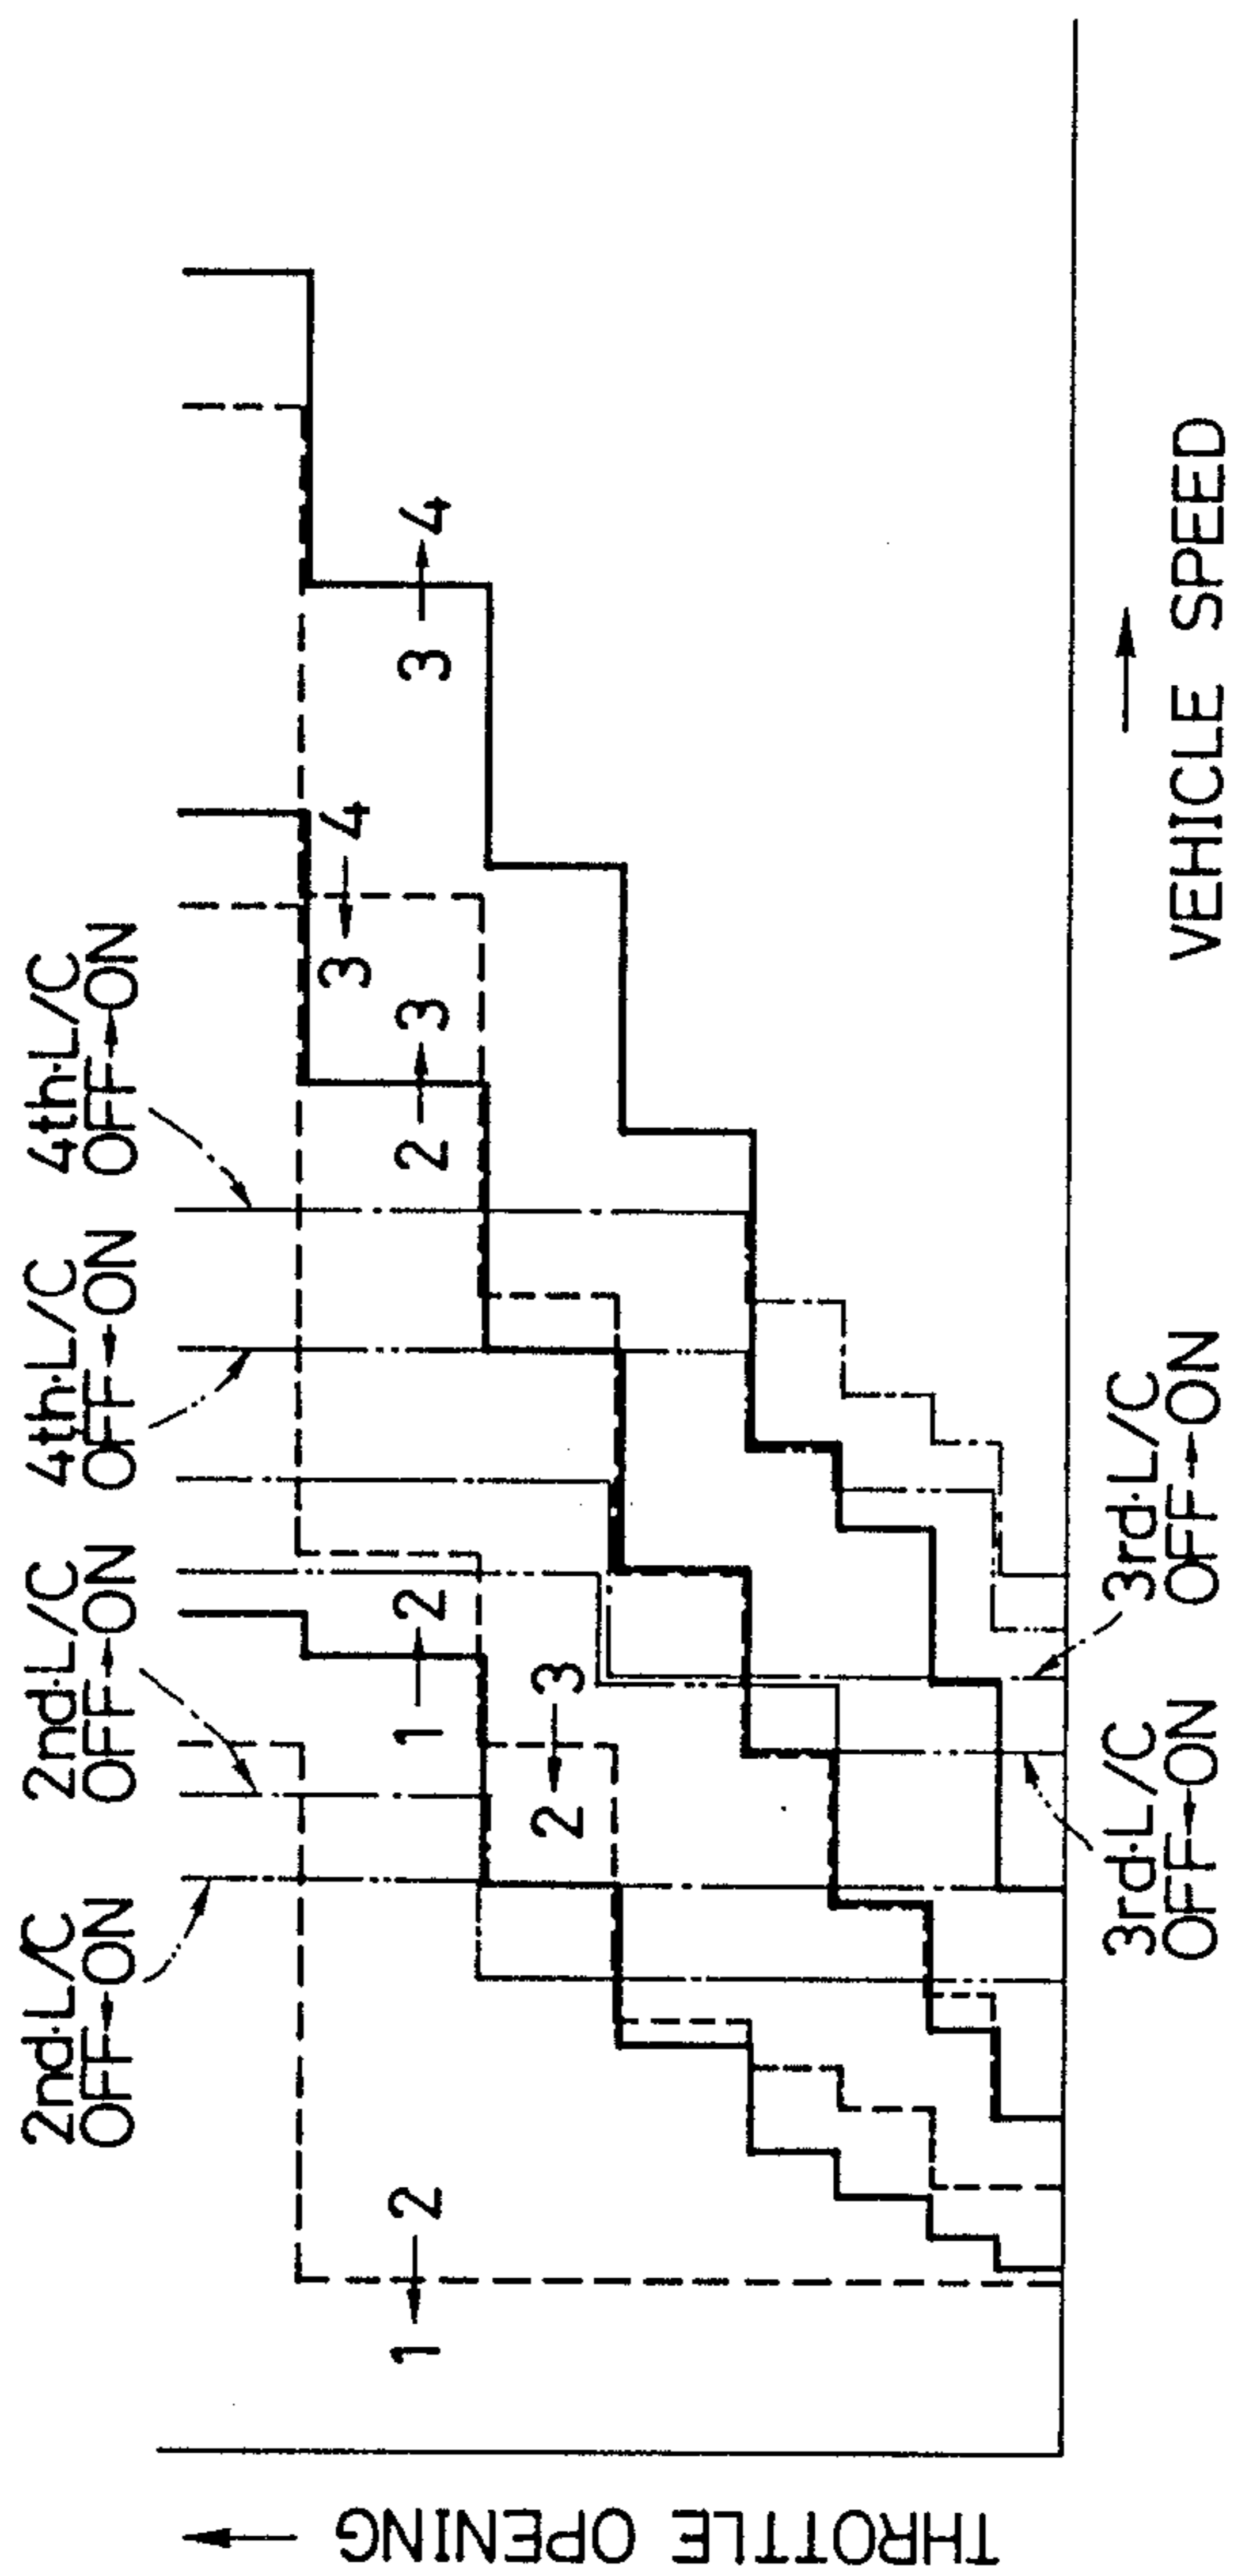 2nd·L/C
OFF←ON
2nd·L/C
OFF→ON
4th·L/C
OFF←ON
4th·L/C
OFF→ON
1←2
1→2
2←3
2→3
3←4
3→4
3rd·L/C
OFF←ON
3rd·L/C
OFF→ON
THROTTLE OPENING →
→
VEHICLE SPEED